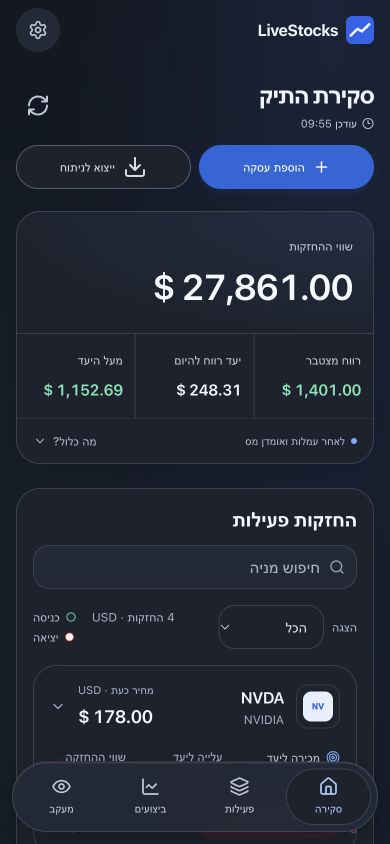 LiveStocks
סקירת התיק
עודכן 09:55
הוספת עסקה
ייצוא לניתוח
שווי ההחזקות
$ 27,861.00
רווח מצטבר
$ 1,401.00
יעד רווח להיום
$ 248.31
מעל היעד
$ 1,152.69
לאחר עמלות ואומדן מס
מה כלול?
החזקות פעילות
חיפוש מניה
הצגה
הכל
4 החזקות · USD
כניסה
יציאה
NV
NVDA
NVIDIA
מחיר כעת · USD
$ 178.00
מכירה ליעד
עלייה ליעד
שווי ההחזקה
סקירה
פעילות
ביצועים
מעקב